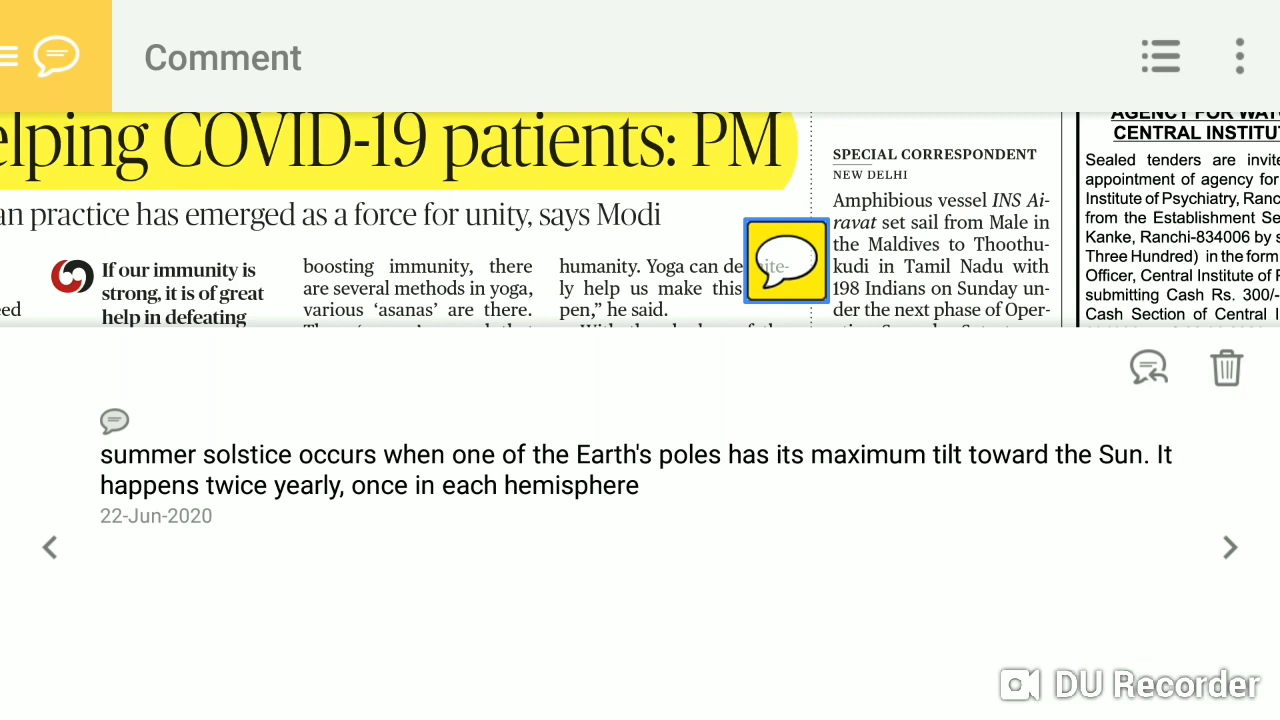 Comment
elping COVID-19 patients: PM
an practice has emerged as a force for unity, says Modi
eed
If our immunity is
strong, it is of great
help in defeating
boosting immunity, there
are several methods in yoga,
various ‘asanas’ are there.
humanity. Yoga can de ite-
ly help us make this
pen,” he said.
SPECIAL CORRESPONDENT
NEW DELHI
Amphibious vessel INS Ai-
ravat set sail from Male in
the Maldives to Thoothu-
kudi in Tamil Nadu with
198 Indians on Sunday un-
der the next phase of Oper-
AGENCY FOR WAT
CENTRAL INSTITU
Sealed tenders are invite
appointment of agency for
Institute of Psychiatry, Ranc
from the Establishment Se
Kanke, Ranchi-834006 by s
Three Hundred) in the form
Officer, Central Institute of P
submitting Cash Rs. 300/-
Cash Section of Central I
summer solstice occurs when one of the Earth's poles has its maximum tilt toward the Sun. It
happens twice yearly, once in each hemisphere
22-Jun-2020
DU Recorder